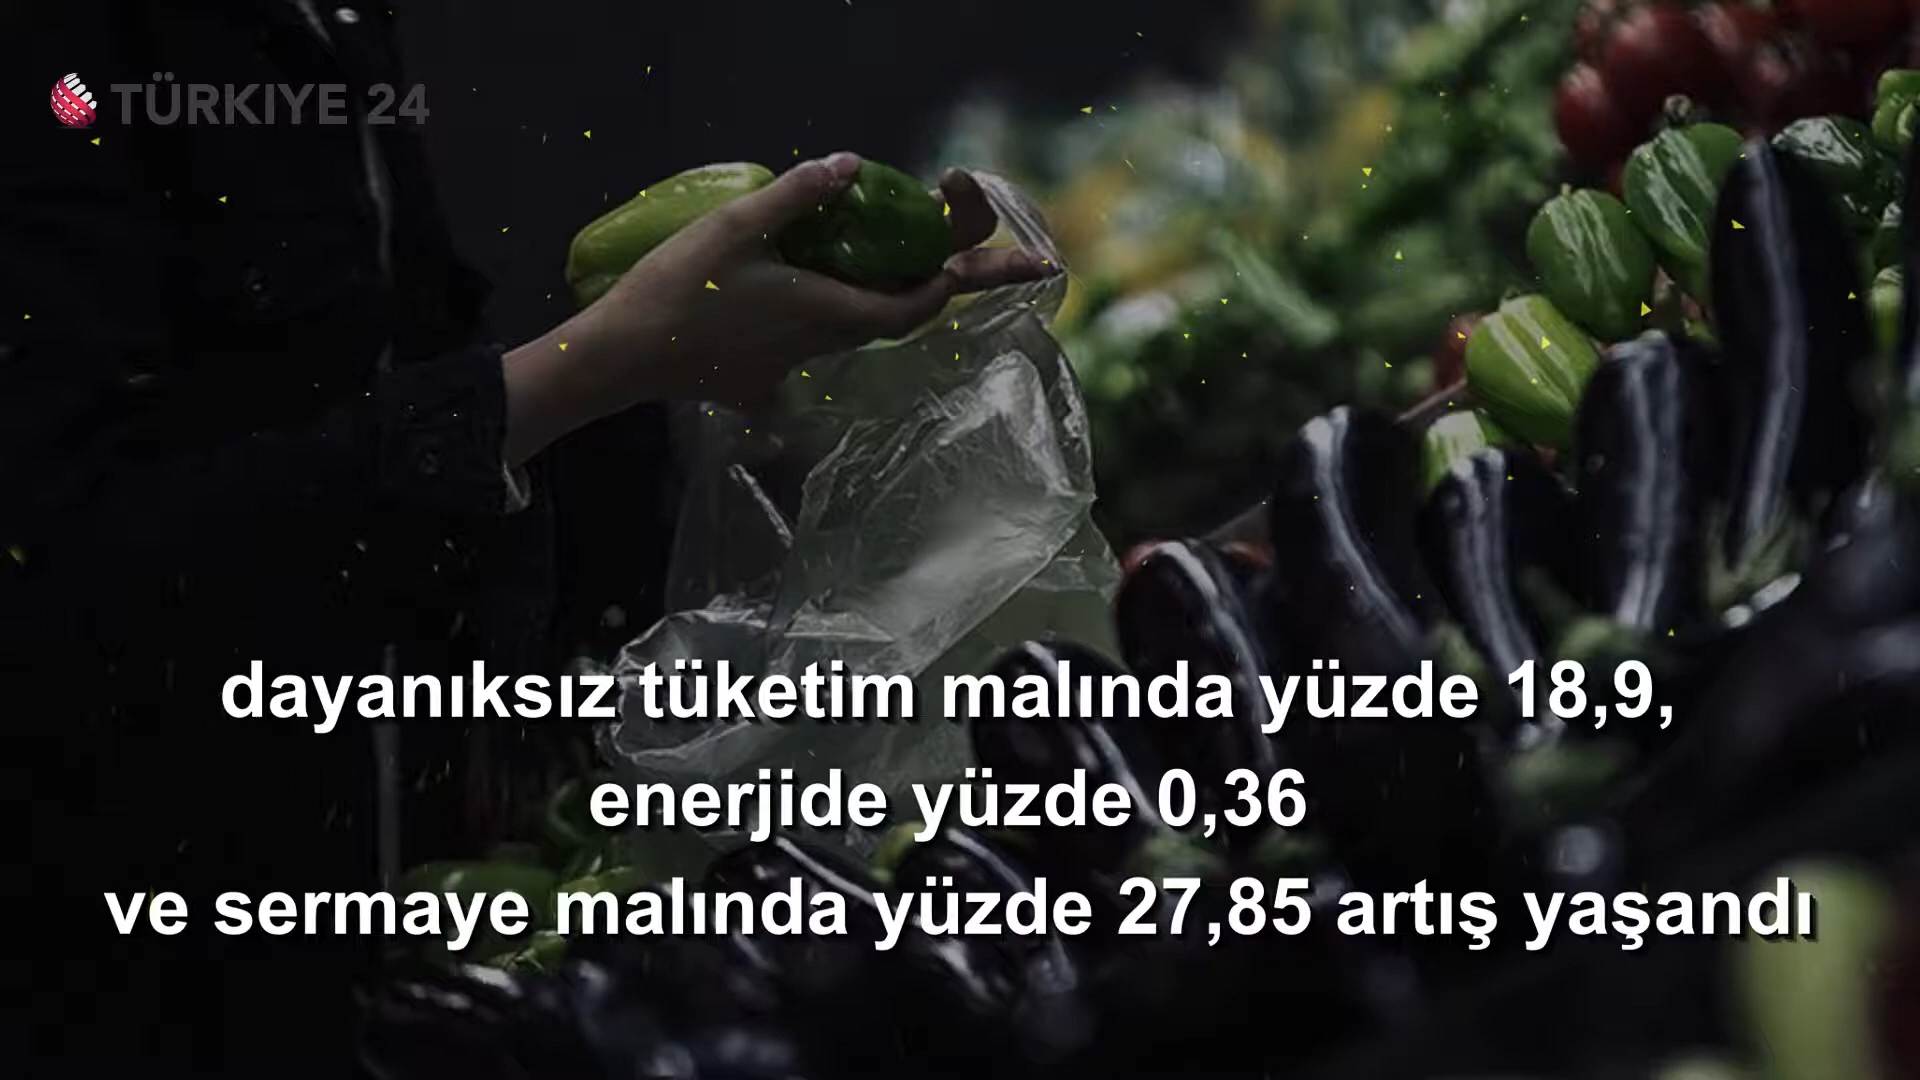 TÜRKIYE 24
dayanıksız tüketim malında yüzde 18,9,
enerjide yüzde 0,36
ve sermaye malında yüzde 27,85 artış yaşandı